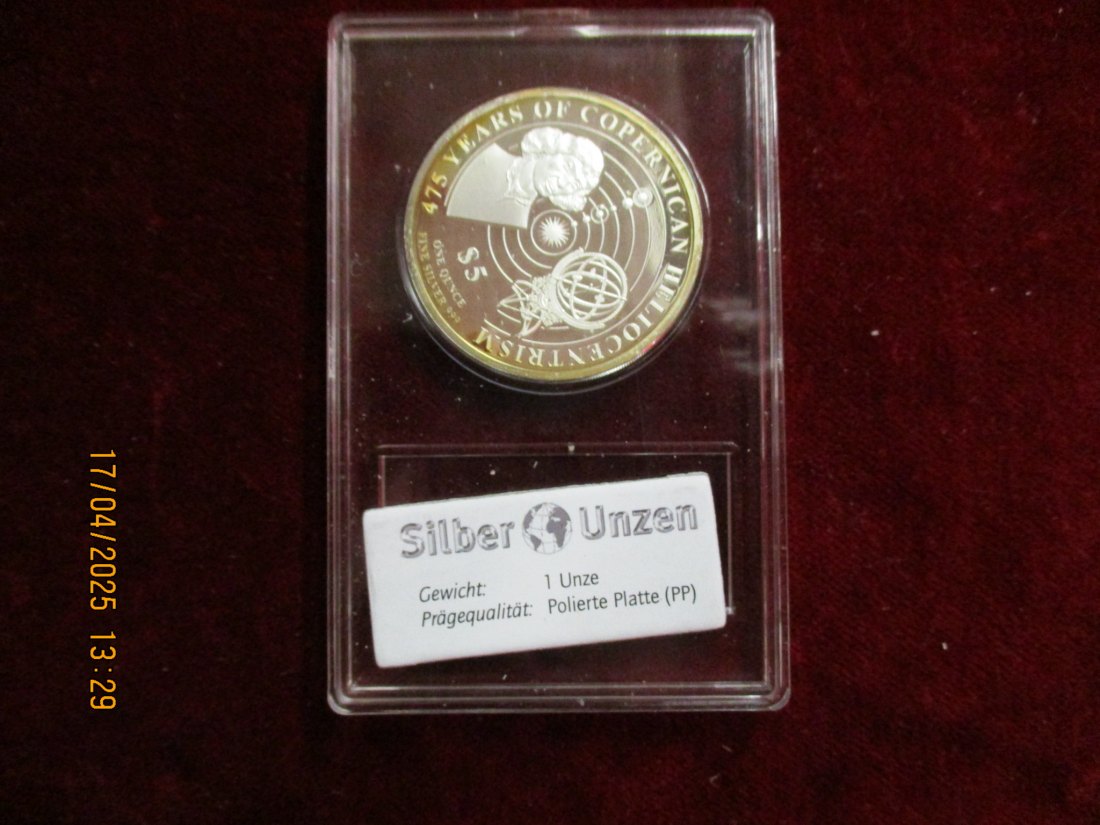 475 YEARS OF COPERNICAN HELIOCENTRISM
$5
ONE OUNCE
FINE SILVER 999
Silber Unzen
Gewicht: 1 Unze
Prägequalität: Polierte Platte (PP)
17/04/2025 13:29